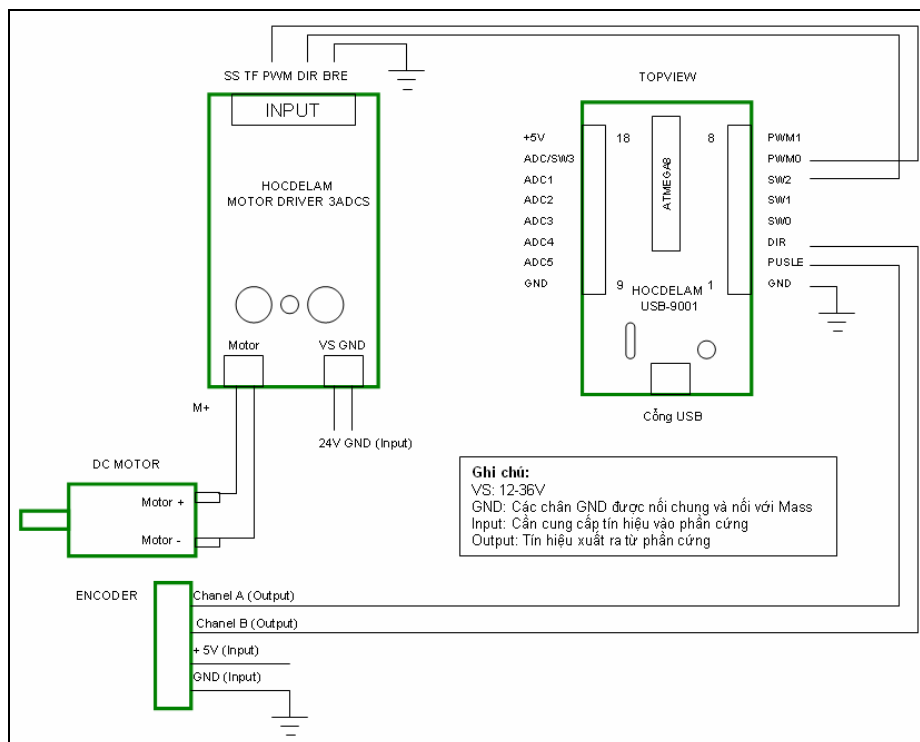 SS TF PWM DIR BRE
INPUT
HOCDELAM
MOTOR DRIVER 3ADCS
Motor
VS GND
M+
24V GND (Input)
DC MOTOR
Motor +
Motor -
ENCODER
Chanel A (Output)
Chanel B (Output)
+ 5V (Input)
GND (Input)
TOPVIEW
+5V
ADC/SW3
ADC1
ADC2
ADC3
ADC4
ADC5
GND
18
8
ATMEGA8
9
1
HOCDELAM
USB-9001
PWM1
PWM0
SW2
SW1
SW0
DIR
PUSLE
GND
Cổng USB
Ghi chú:
VS: 12-36V
GND: Các chân GND được nối chung và nối với Mass
Input: Cần cung cấp tín hiệu vào phần cứng
Output: Tín hiệu xuất ra từ phần cứng